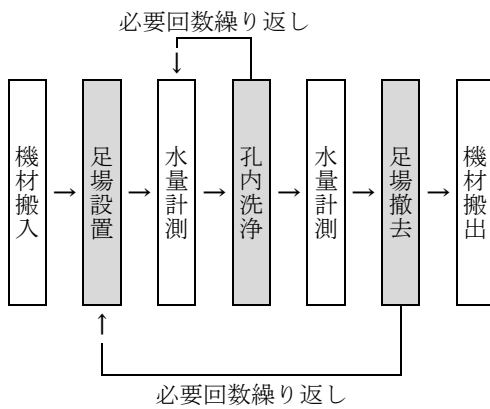 必要回数繰り返し
機材搬入
足場設置
水量計測
孔内洗浄
水量計測
足場撤去
機材搬出
必要回数繰り返し